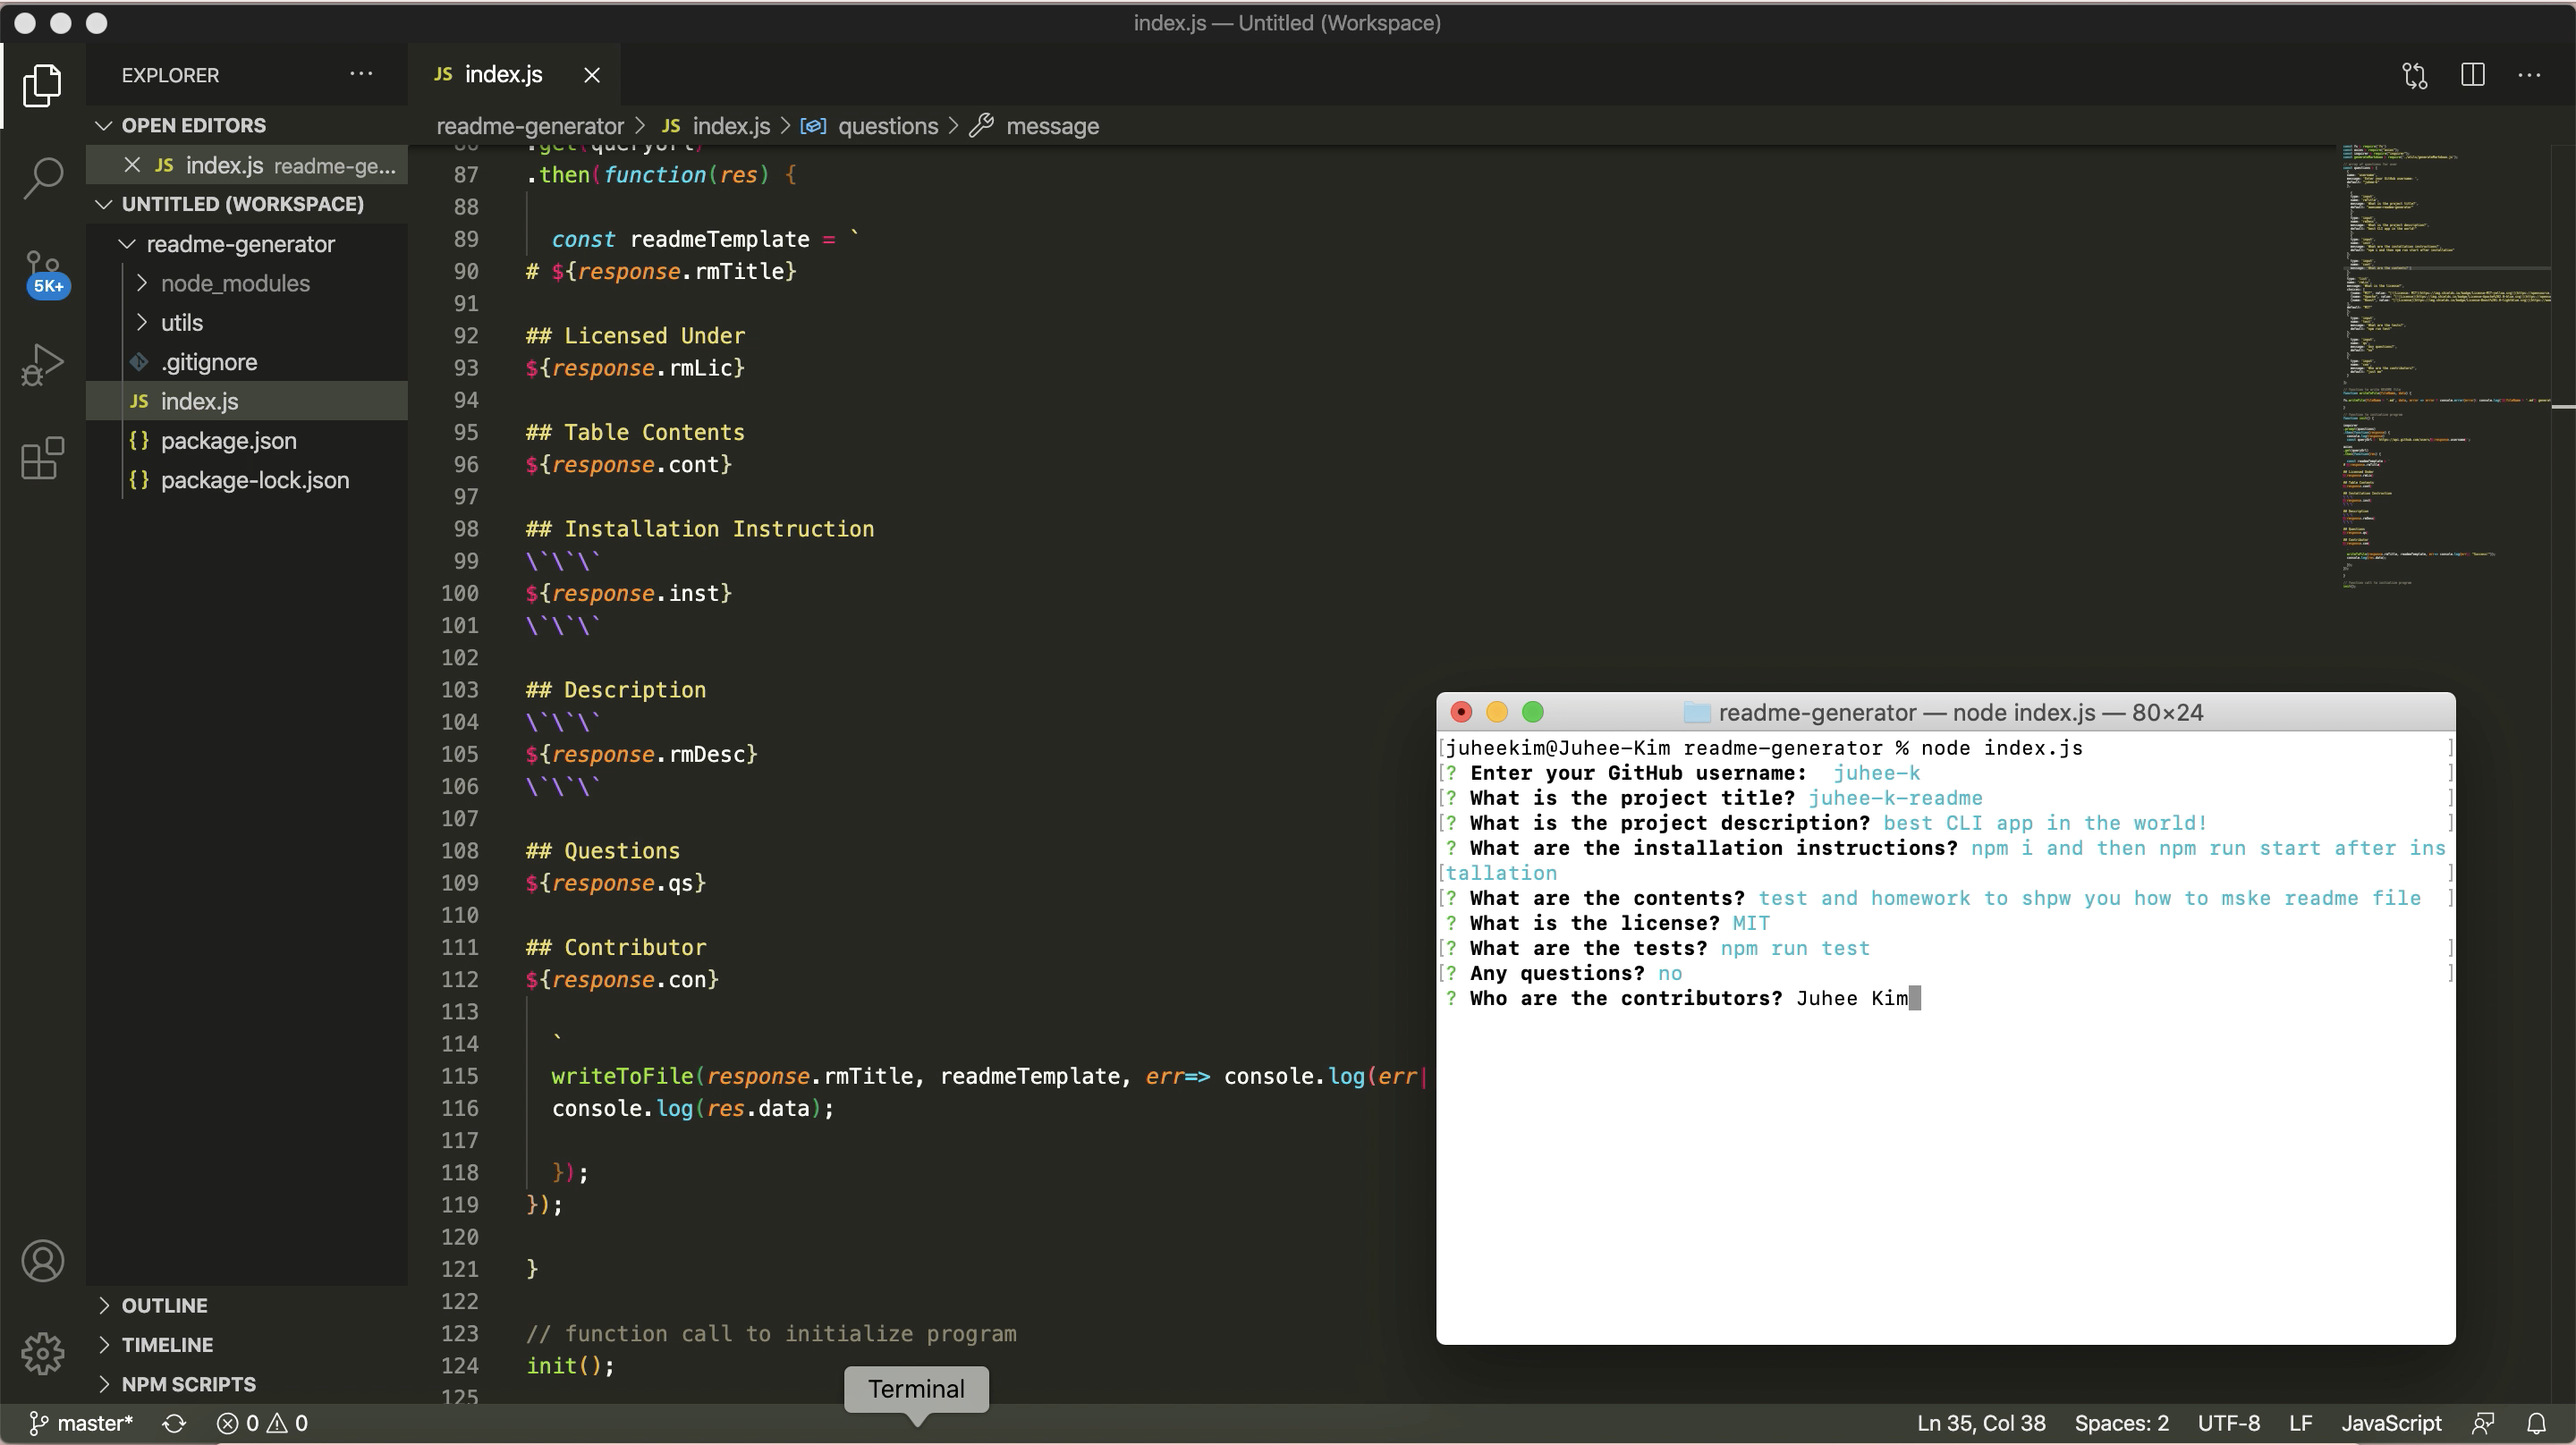 index.js — Untitled (Workspace)
EXPLORER
JS index.js
OPEN EDITORS
JS index.js readme-ge...
UNTITLED (WORKSPACE)
readme-generator
node_modules
utils
.gitignore
JS index.js
{} package.json
{} package-lock.json
5K+
OUTLINE
TIMELINE
NPM SCRIPTS
readme-generator > JS index.js > questions > message
87 .then(function(res) {
88
89 const readmeTemplate = `
90 # ${response.rmTitle}
91
92 ## Licensed Under
93 ${response.rmLic}
94
95 ## Table Contents
96 ${response.cont}
97
98 ## Installation Instruction
99 \`\`\`
100 ${response.inst}
101 \`\`\`
102
103 ## Description
104 \`\`\`
105 ${response.rmDesc}
106 \`\`\`
107
108 ## Questions
109 ${response.qs}
110
111 ## Contributor
112 ${response.con}
113
114 `
115 writeToFile(response.rmTitle, readmeTemplate, err=> console.log(err|
116 console.log(res.data);
117
118 });
119 });
120
121 }
122
123 // function call to initialize program
124 init();
125
readme-generator — node index.js — 80×24
[juheekim@Juhee-Kim readme-generator % node index.js ]
[? Enter your GitHub username:  juhee-k ]
[? What is the project title? juhee-k-readme ]
[? What is the project description? best CLI app in the world! ]
? What are the installation instructions? npm i and then npm run start after ins
[tallation ]
[? What are the contents? test and homework to shpw you how to mske readme file ]
? What is the license? MIT
[? What are the tests? npm run test ]
[? Any questions? no ]
? Who are the contributors? Juhee Kim
Terminal
master* 0 0
Ln 35, Col 38 Spaces: 2 UTF-8 LF JavaScript